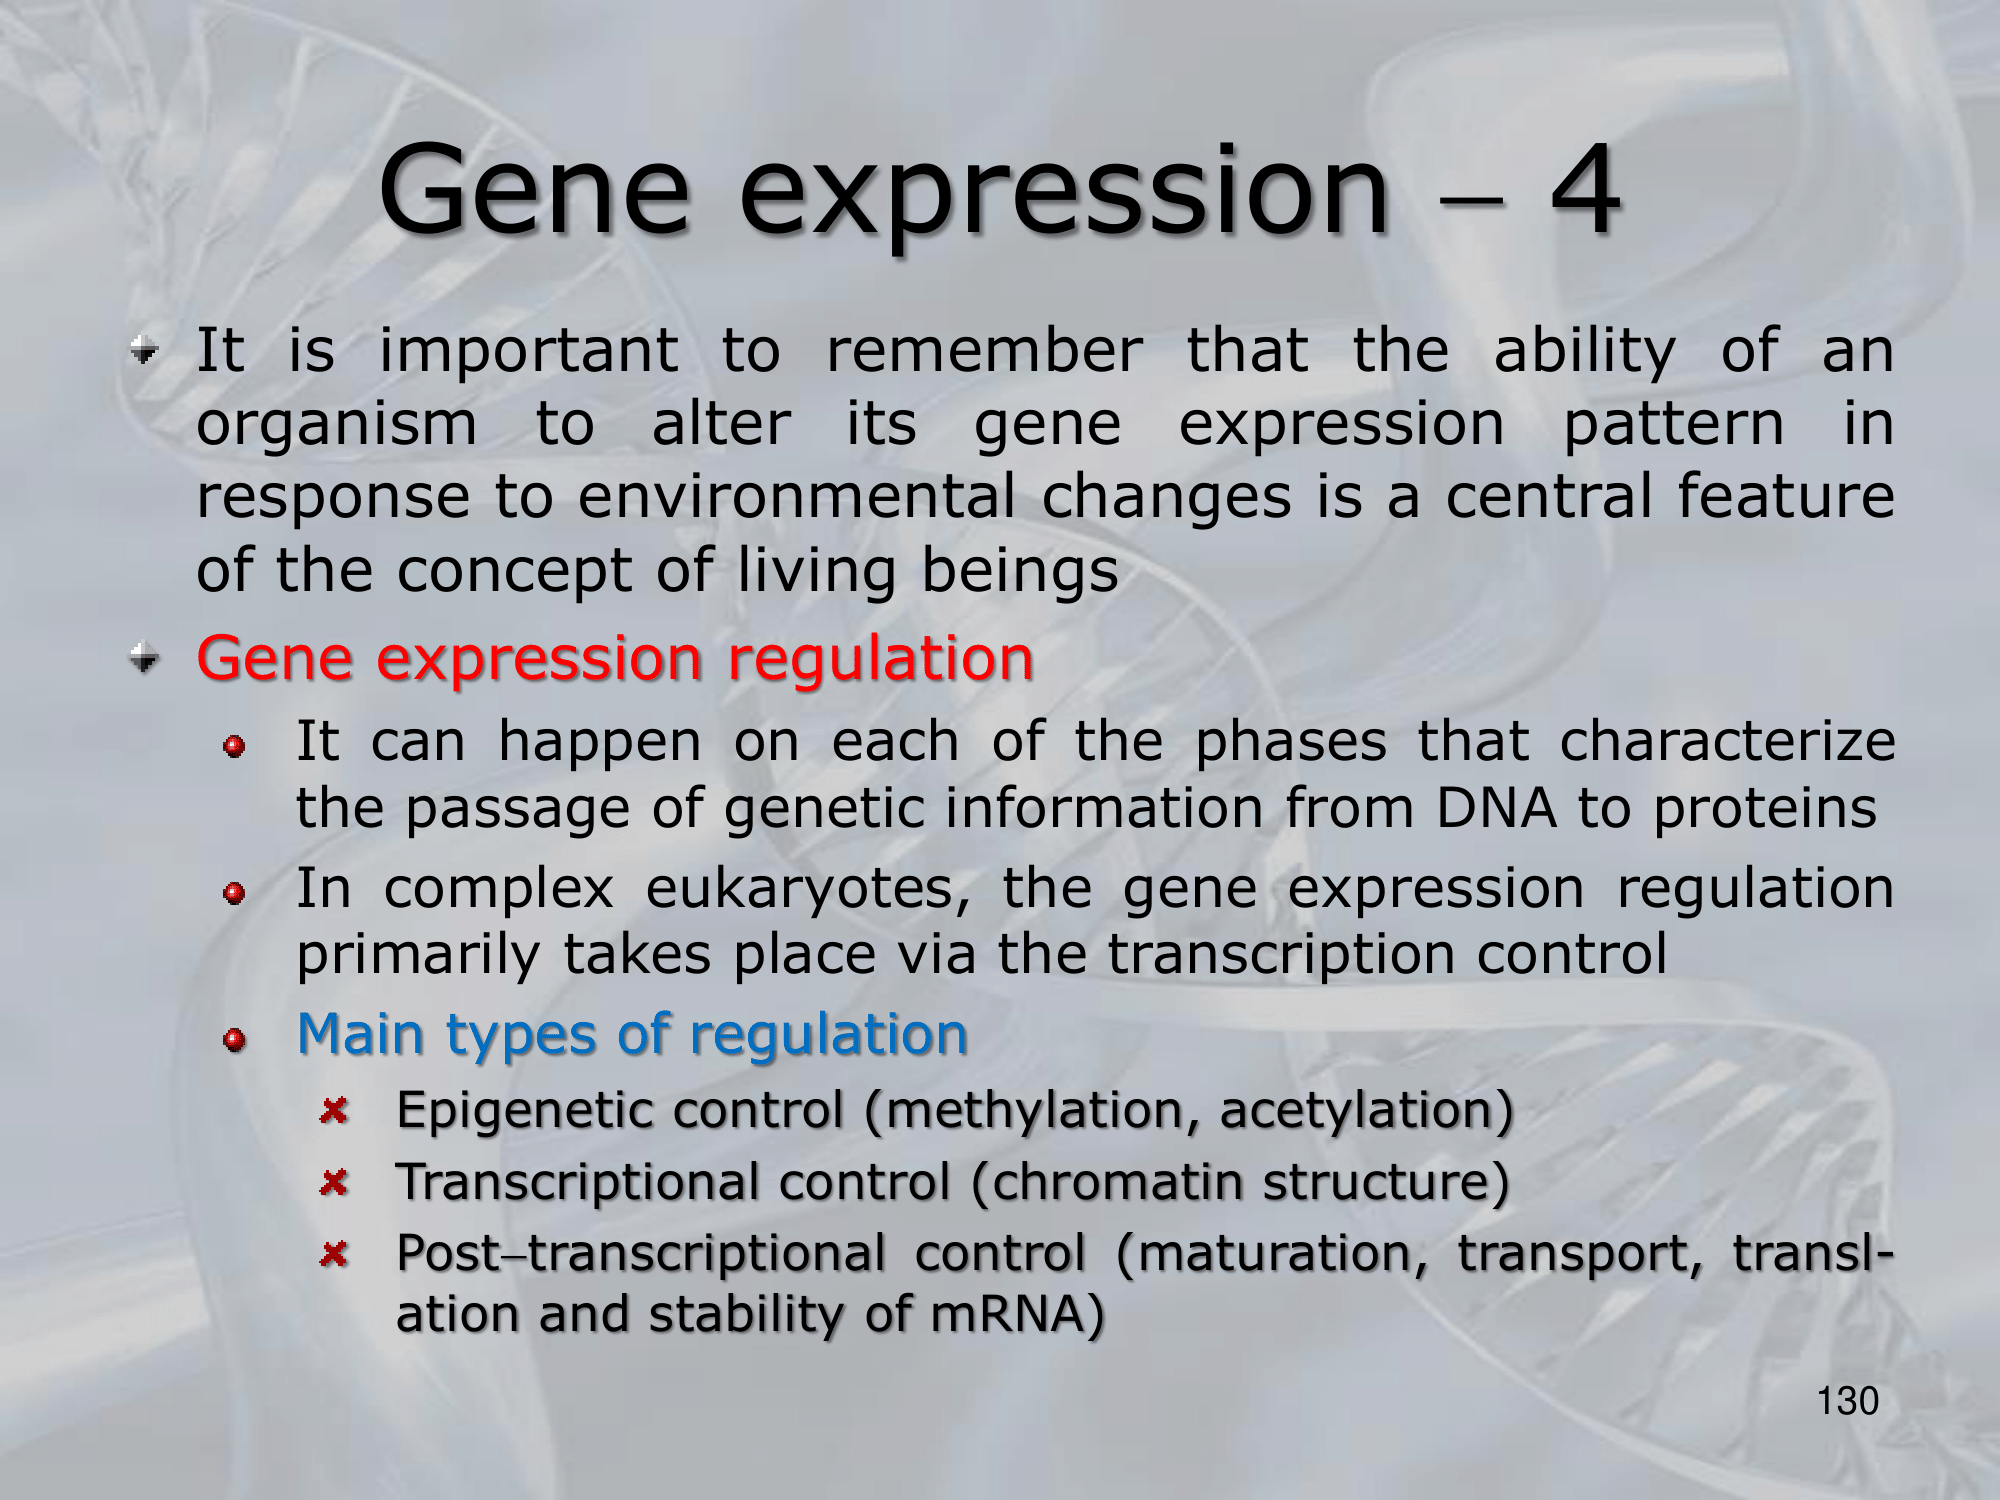 Gene expression – 4
It is important to remember that the ability of an
organism to alter its gene expression pattern in
response to environmental changes is a central feature
of the concept of living beings
Gene expression regulation
It can happen on each of the phases that characterize
the passage of genetic information from DNA to proteins
In complex eukaryotes, the gene expression regulation
primarily takes place via the transcription control
Main types of regulation
Epigenetic control (methylation, acetylation)
Transcriptional control (chromatin structure)
Post–transcriptional control (maturation, transport, transl-
ation and stability of mRNA)
130